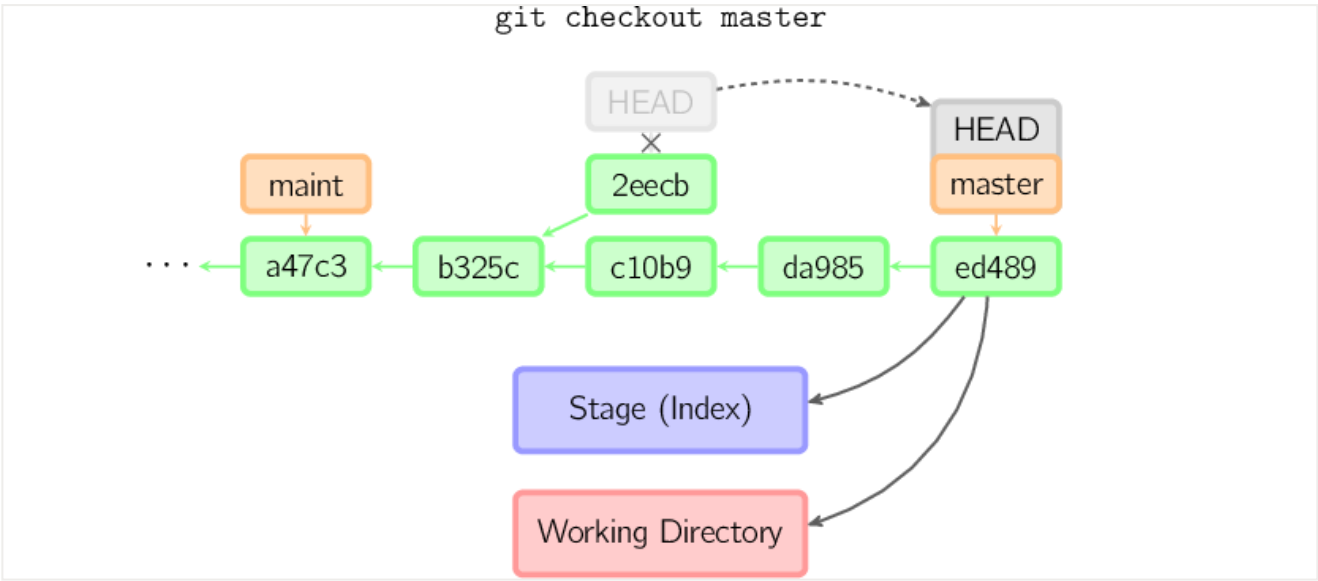 git checkout master
HEAD
HEAD
maint
2eecb
master
...
a47c3
b325c
c10b9
da985
ed489
Stage (Index)
Working Directory